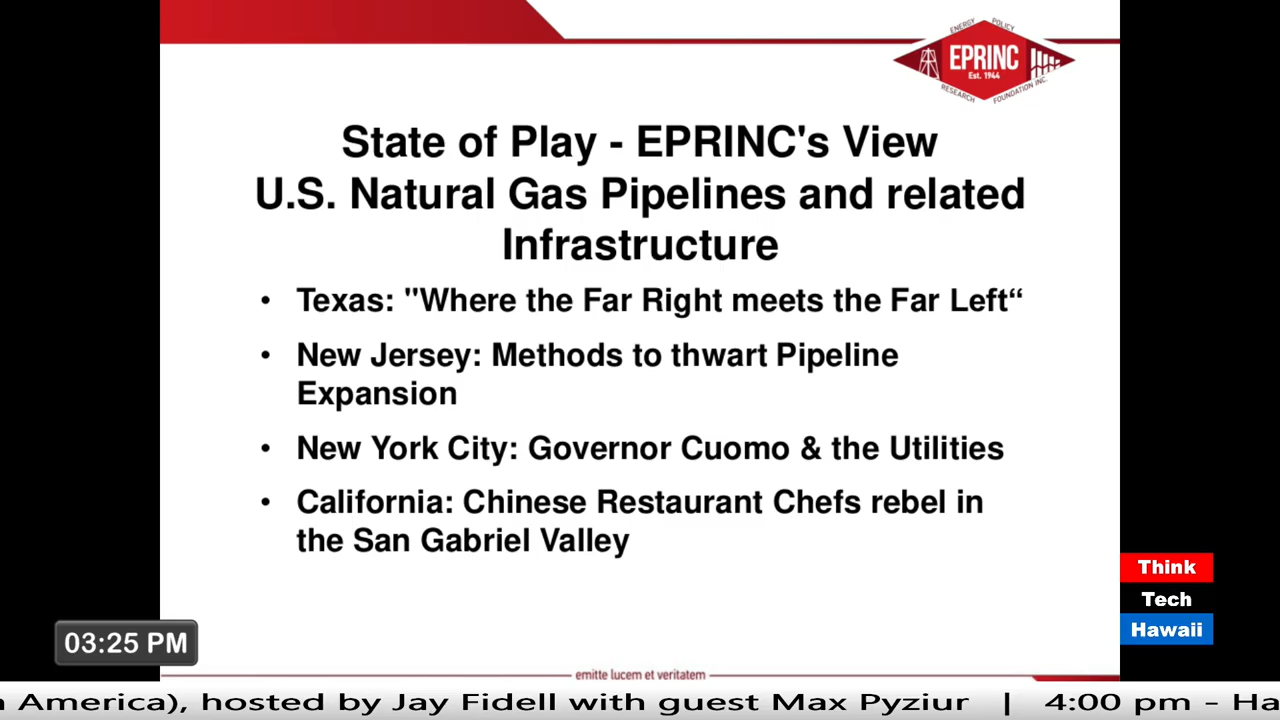 ENERGY POLICY
EPRINC
Est. 1944
RESEARCH FOUNDATION INC.
State of Play - EPRINC's View
U.S. Natural Gas Pipelines and related
Infrastructure
• Texas: "Where the Far Right meets the Far Left“
• New Jersey: Methods to thwart Pipeline
Expansion
• New York City: Governor Cuomo & the Utilities
• California: Chinese Restaurant Chefs rebel in
the San Gabriel Valley
Think
Tech
Hawaii
03:25 PM
emitte lucem et veritatem
America), hosted by Jay Fidell with guest Max Pyziur | 4:00 pm – Ha